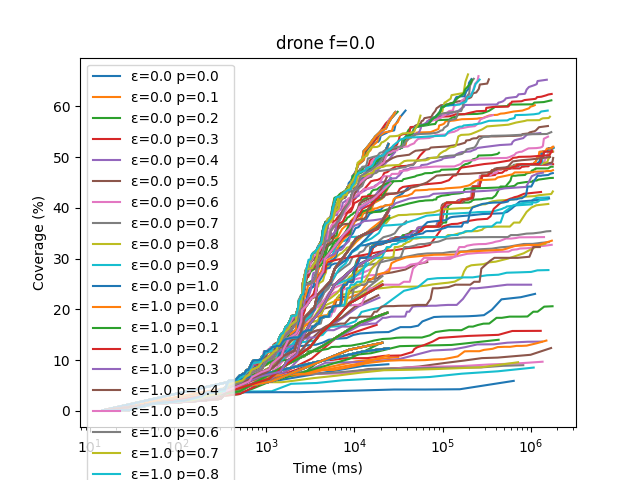 drone f=0.0
Coverage (%)
60
50
40
30
20
10
0
ε=0.0 p=0.0
ε=0.0 p=0.1
ε=0.0 p=0.2
ε=0.0 p=0.3
ε=0.0 p=0.4
ε=0.0 p=0.5
ε=0.0 p=0.6
ε=0.0 p=0.7
ε=0.0 p=0.8
ε=0.0 p=0.9
ε=0.0 p=1.0
ε=1.0 p=0.0
ε=1.0 p=0.1
ε=1.0 p=0.2
ε=1.0 p=0.3
ε=1.0 p=0.4
ε=1.0 p=0.5
ε=1.0 p=0.6
ε=1.0 p=0.7
ε=1.0 p=0.8
10¹ 10² 10³ 10⁴ 10⁵ 10⁶
Time (ms)